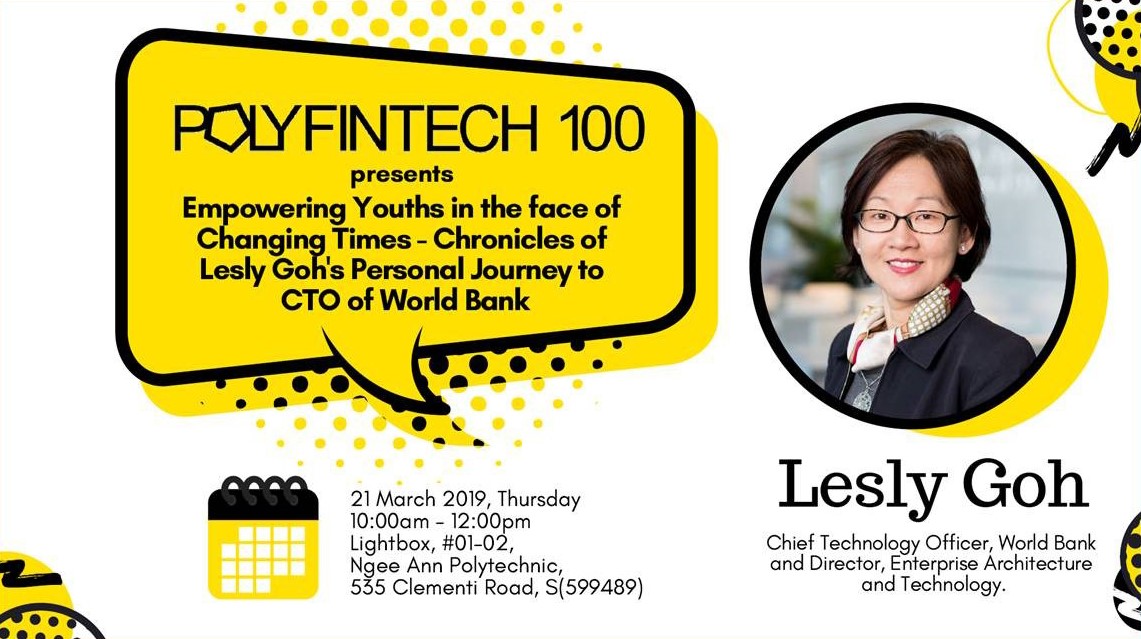 POLYFINTECH 100
presents
Empowering Youths in the face of
Changing Times - Chronicles of
Lesly Goh's Personal Journey to
CTO of World Bank
21 March 2019, Thursday
10:00am - 12:00pm
Lightbox, #01-02,
Ngee Ann Polytechnic,
535 Clementi Road, S(599489)
Lesly Goh
Chief Technology Officer, World Bank
and Director, Enterprise Architecture
and Technology.